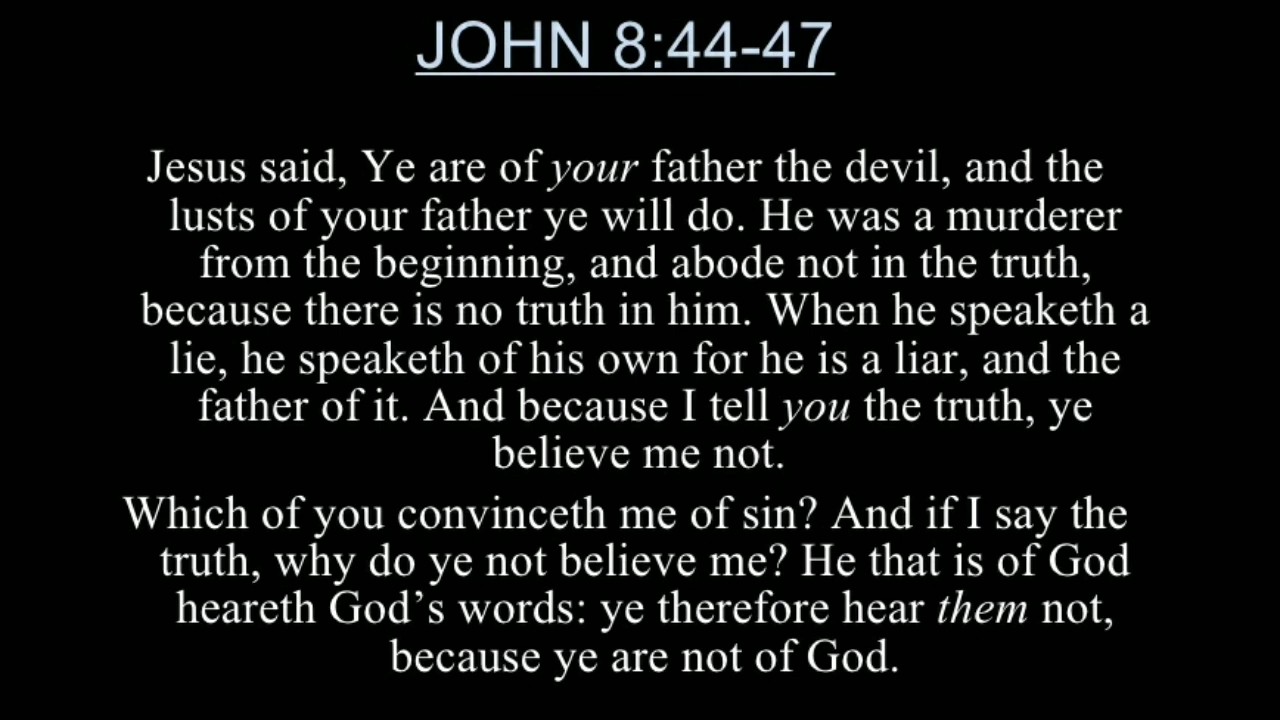 JOHN 8:44-47
Jesus said, Ye are of your father the devil, and the
lusts of your father ye will do. He was a murderer
from the beginning, and abode not in the truth,
because there is no truth in him. When he speaketh a
lie, he speaketh of his own for he is a liar, and the
father of it. And because I tell you the truth, ye
believe me not.
Which of you convinceth me of sin? And if I say the
truth, why do ye not believe me? He that is of God
heareth God’s words: ye therefore hear them not,
because ye are not of God.